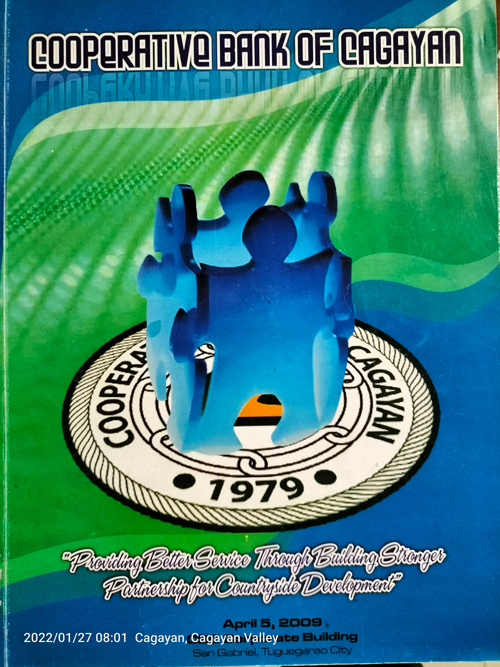 COOPERATIVE BANK OF CAGAYAN
COOPERAT
CAGAYAN
1979
"Providing Better Service Through Building Stronger
Partnership for Countryside Development"
April 5, 2009
ate Building
San Gabriel, Tuguegarao City
2022/01/27 08:01 Cagayan, Cagayan Valley